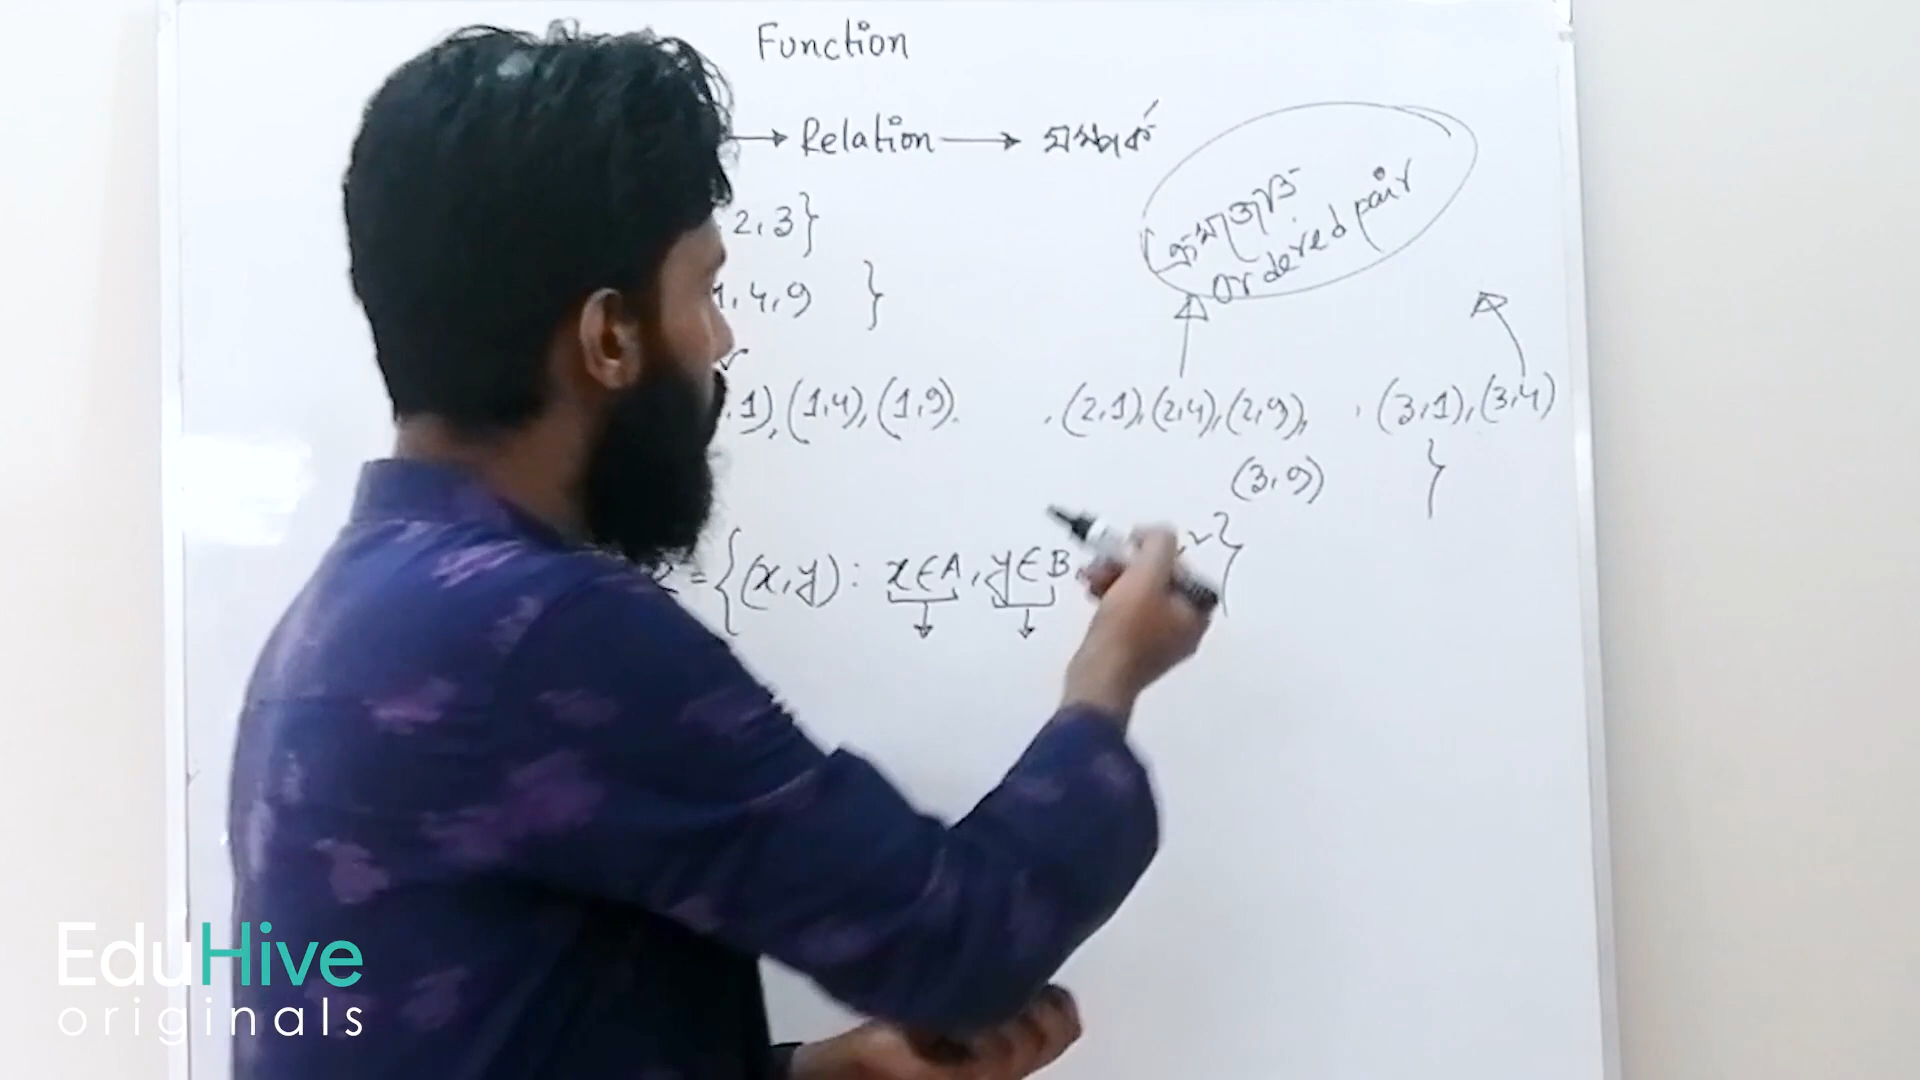 Function
→ Relation → সম্পর্ক
2,3}
1,4,9 }
ক্রমজোড়
ordered pair
,1),(1,4),(1,9), (2,1),(2,4),(2,9), (3,1),(3,4)
(3,9) }
={(x,y): x∈A, y∈B, }
EduHive
originals